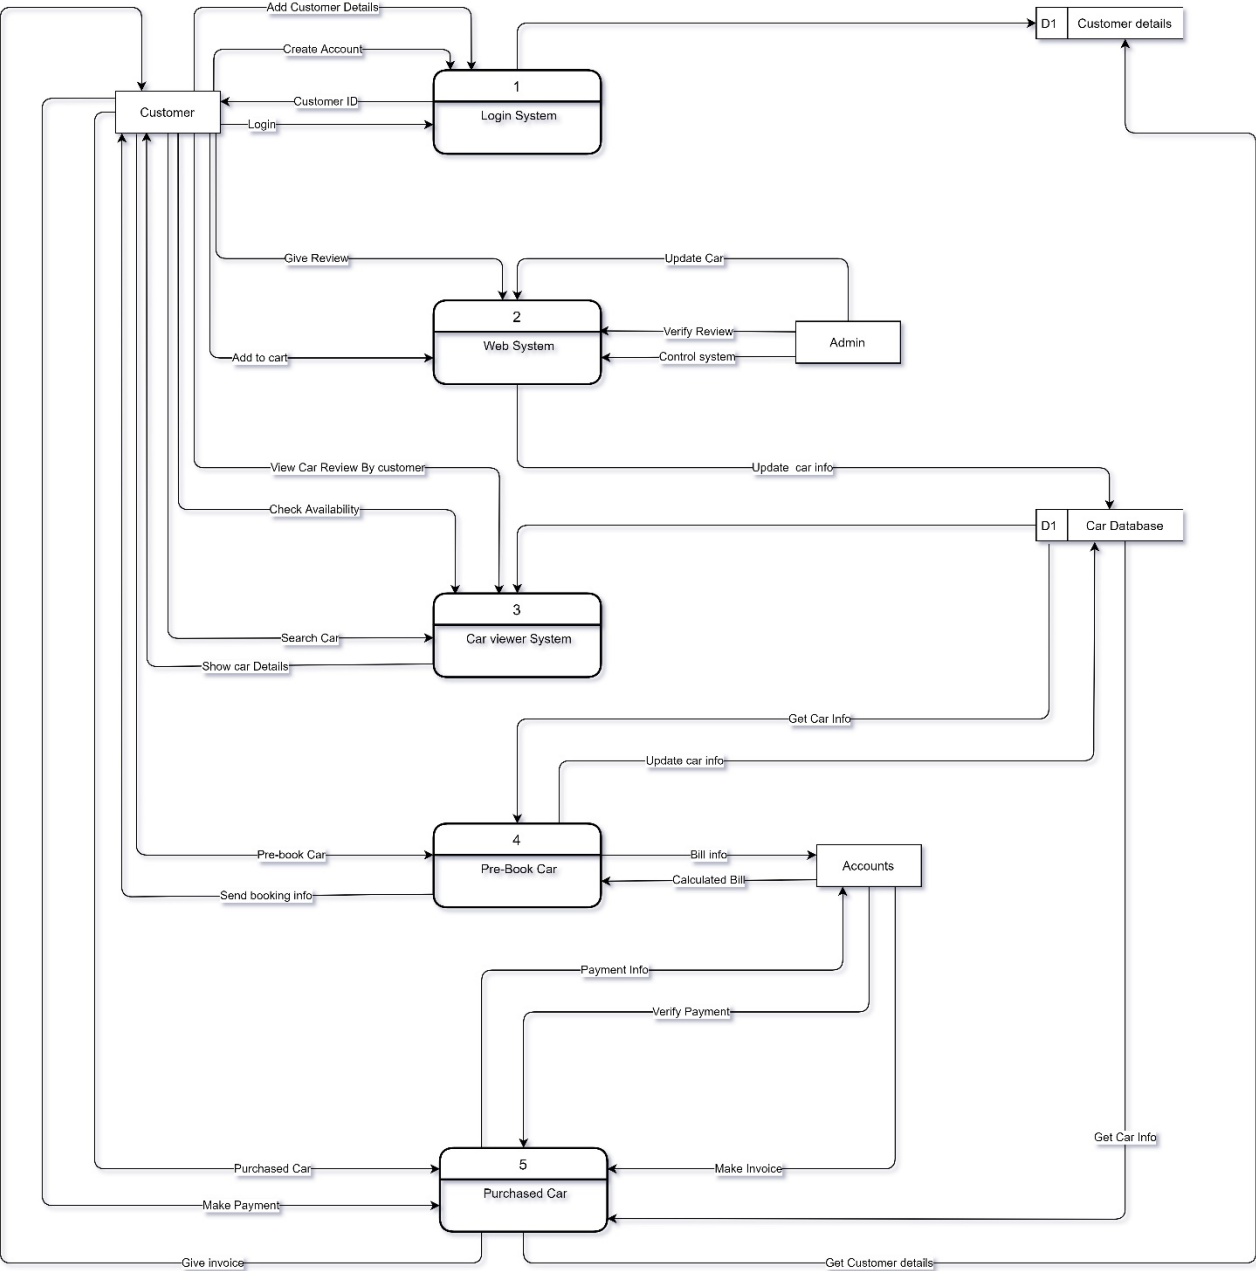 Add Customer Details
D1 Customer details
Create Account
1
Customer ID
Customer
Login System
Login
Give Review
Update Car
2
Verify Review
Web System
Admin
Add to cart
Control system
View Car Review By customer
Update car info
Check Availability
D1 Car Database
3
Search Car
Car viewer System
Show car Details
Get Car Info
Update car info
4
Pre-book Car
Bill info
Pre-Book Car
Accounts
Calculated Bill
Send booking info
Payment Info
Verify Payment
Get Car Info
5
Purchased Car
Make Invoice
Purchased Car
Make Payment
Give invoice
Get Customer details